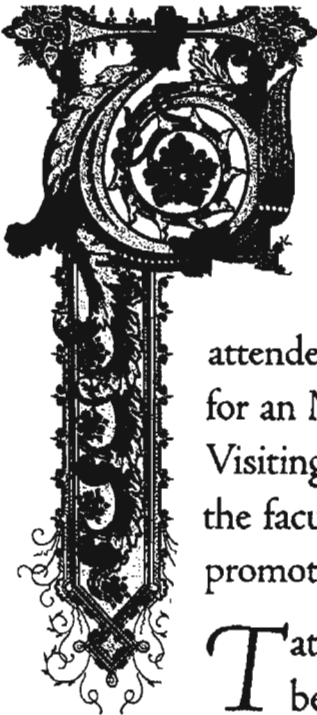 attende
for an
Visiting
the facu
promot
Tat
be